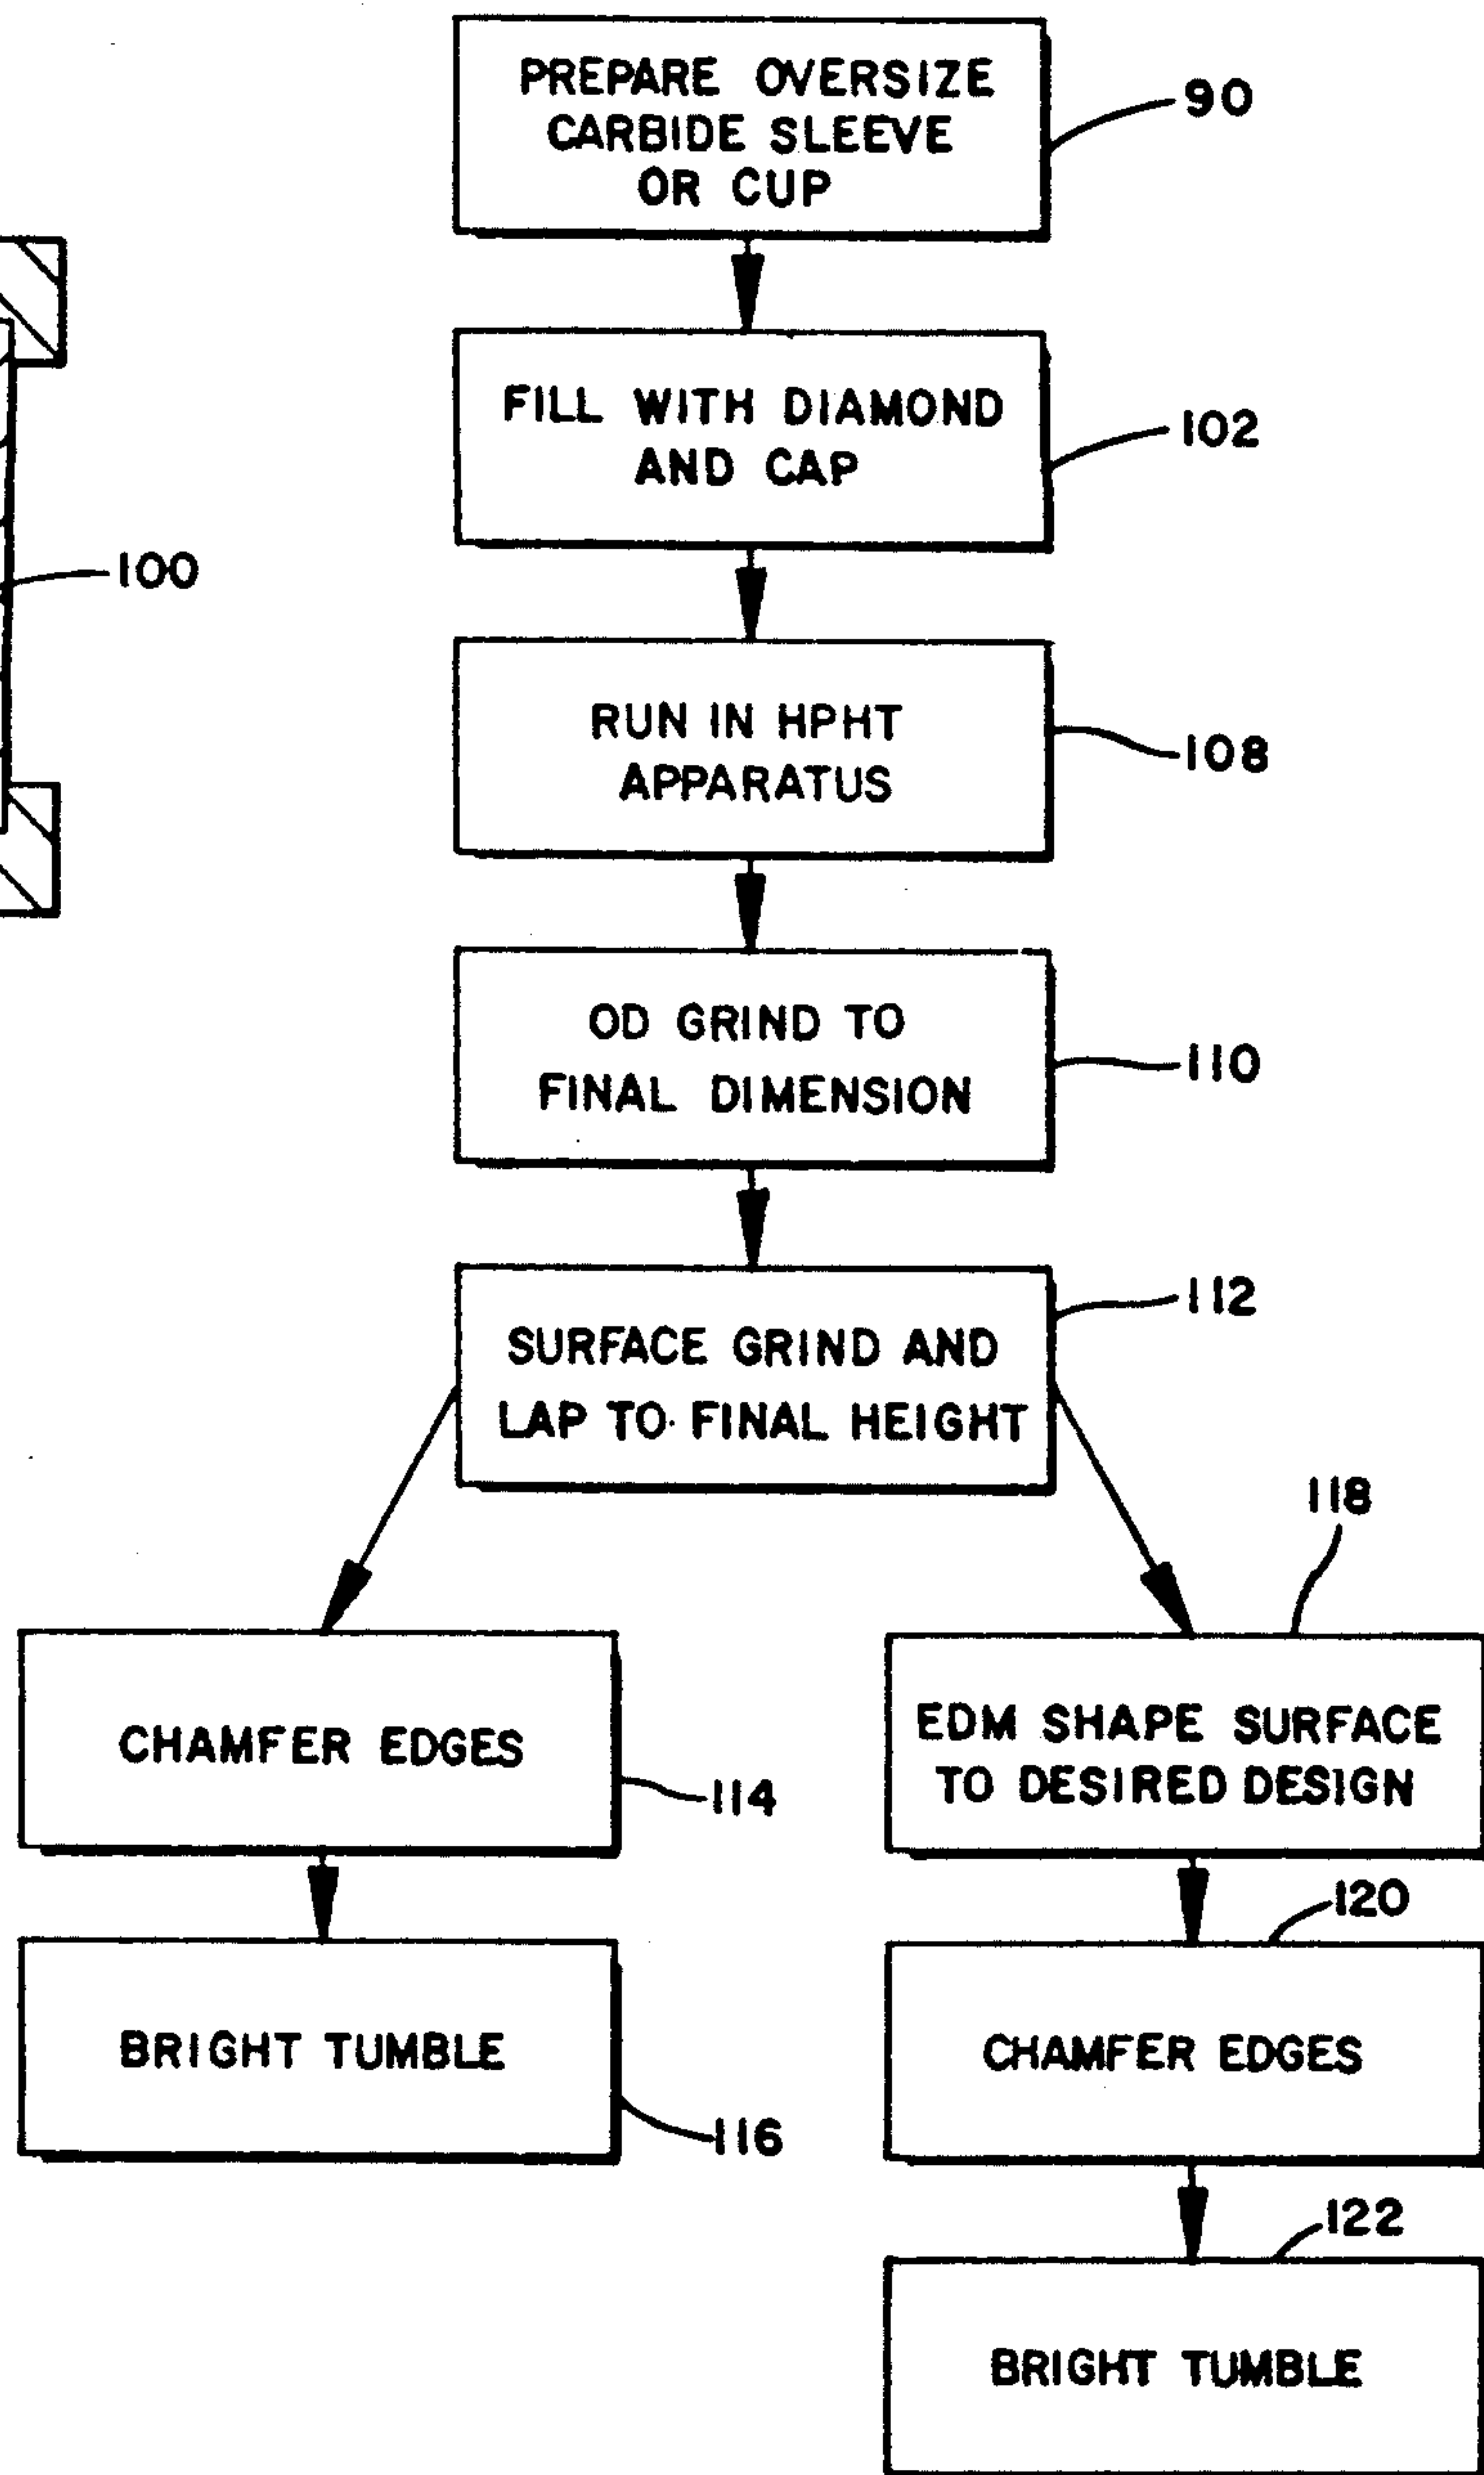 PREPARE OVERSIZE
CARBIDE SLEEVE
OR CUP
90
FILL WITH DIAMOND
AND CAP
102
100
RUN IN HPHT
APPARATUS
108
OD GRIND TO
FINAL DIMENSION
110
SURFACE GRIND AND
LAP TO FINAL HEIGHT
112
118
CHAMFER EDGES
114
EDM SHAPE SURFACE
TO DESIRED DESIGN
120
BRIGHT TUMBLE
116
CHAMFER EDGES
122
BRIGHT TUMBLE